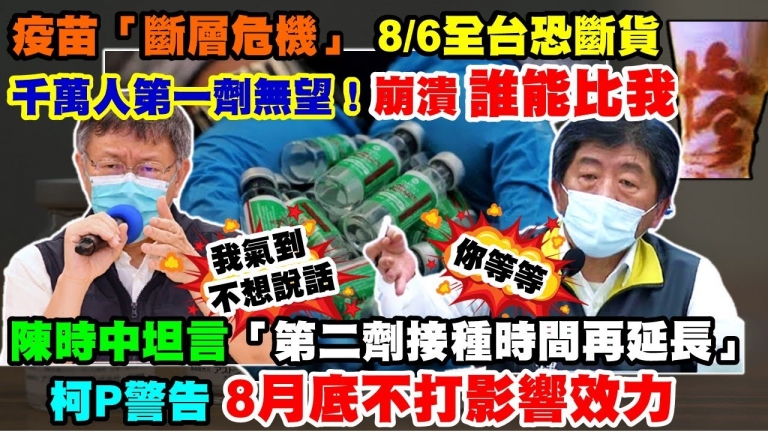 疫苗「斷層危機」 8/6全台恐斷貨
千萬人第一劑無望！崩潰 誰能比我
我氣到
不想說話
你等等
陳時中坦言「第二劑接種時間再延長」
柯P警告 8月底不打影響效力